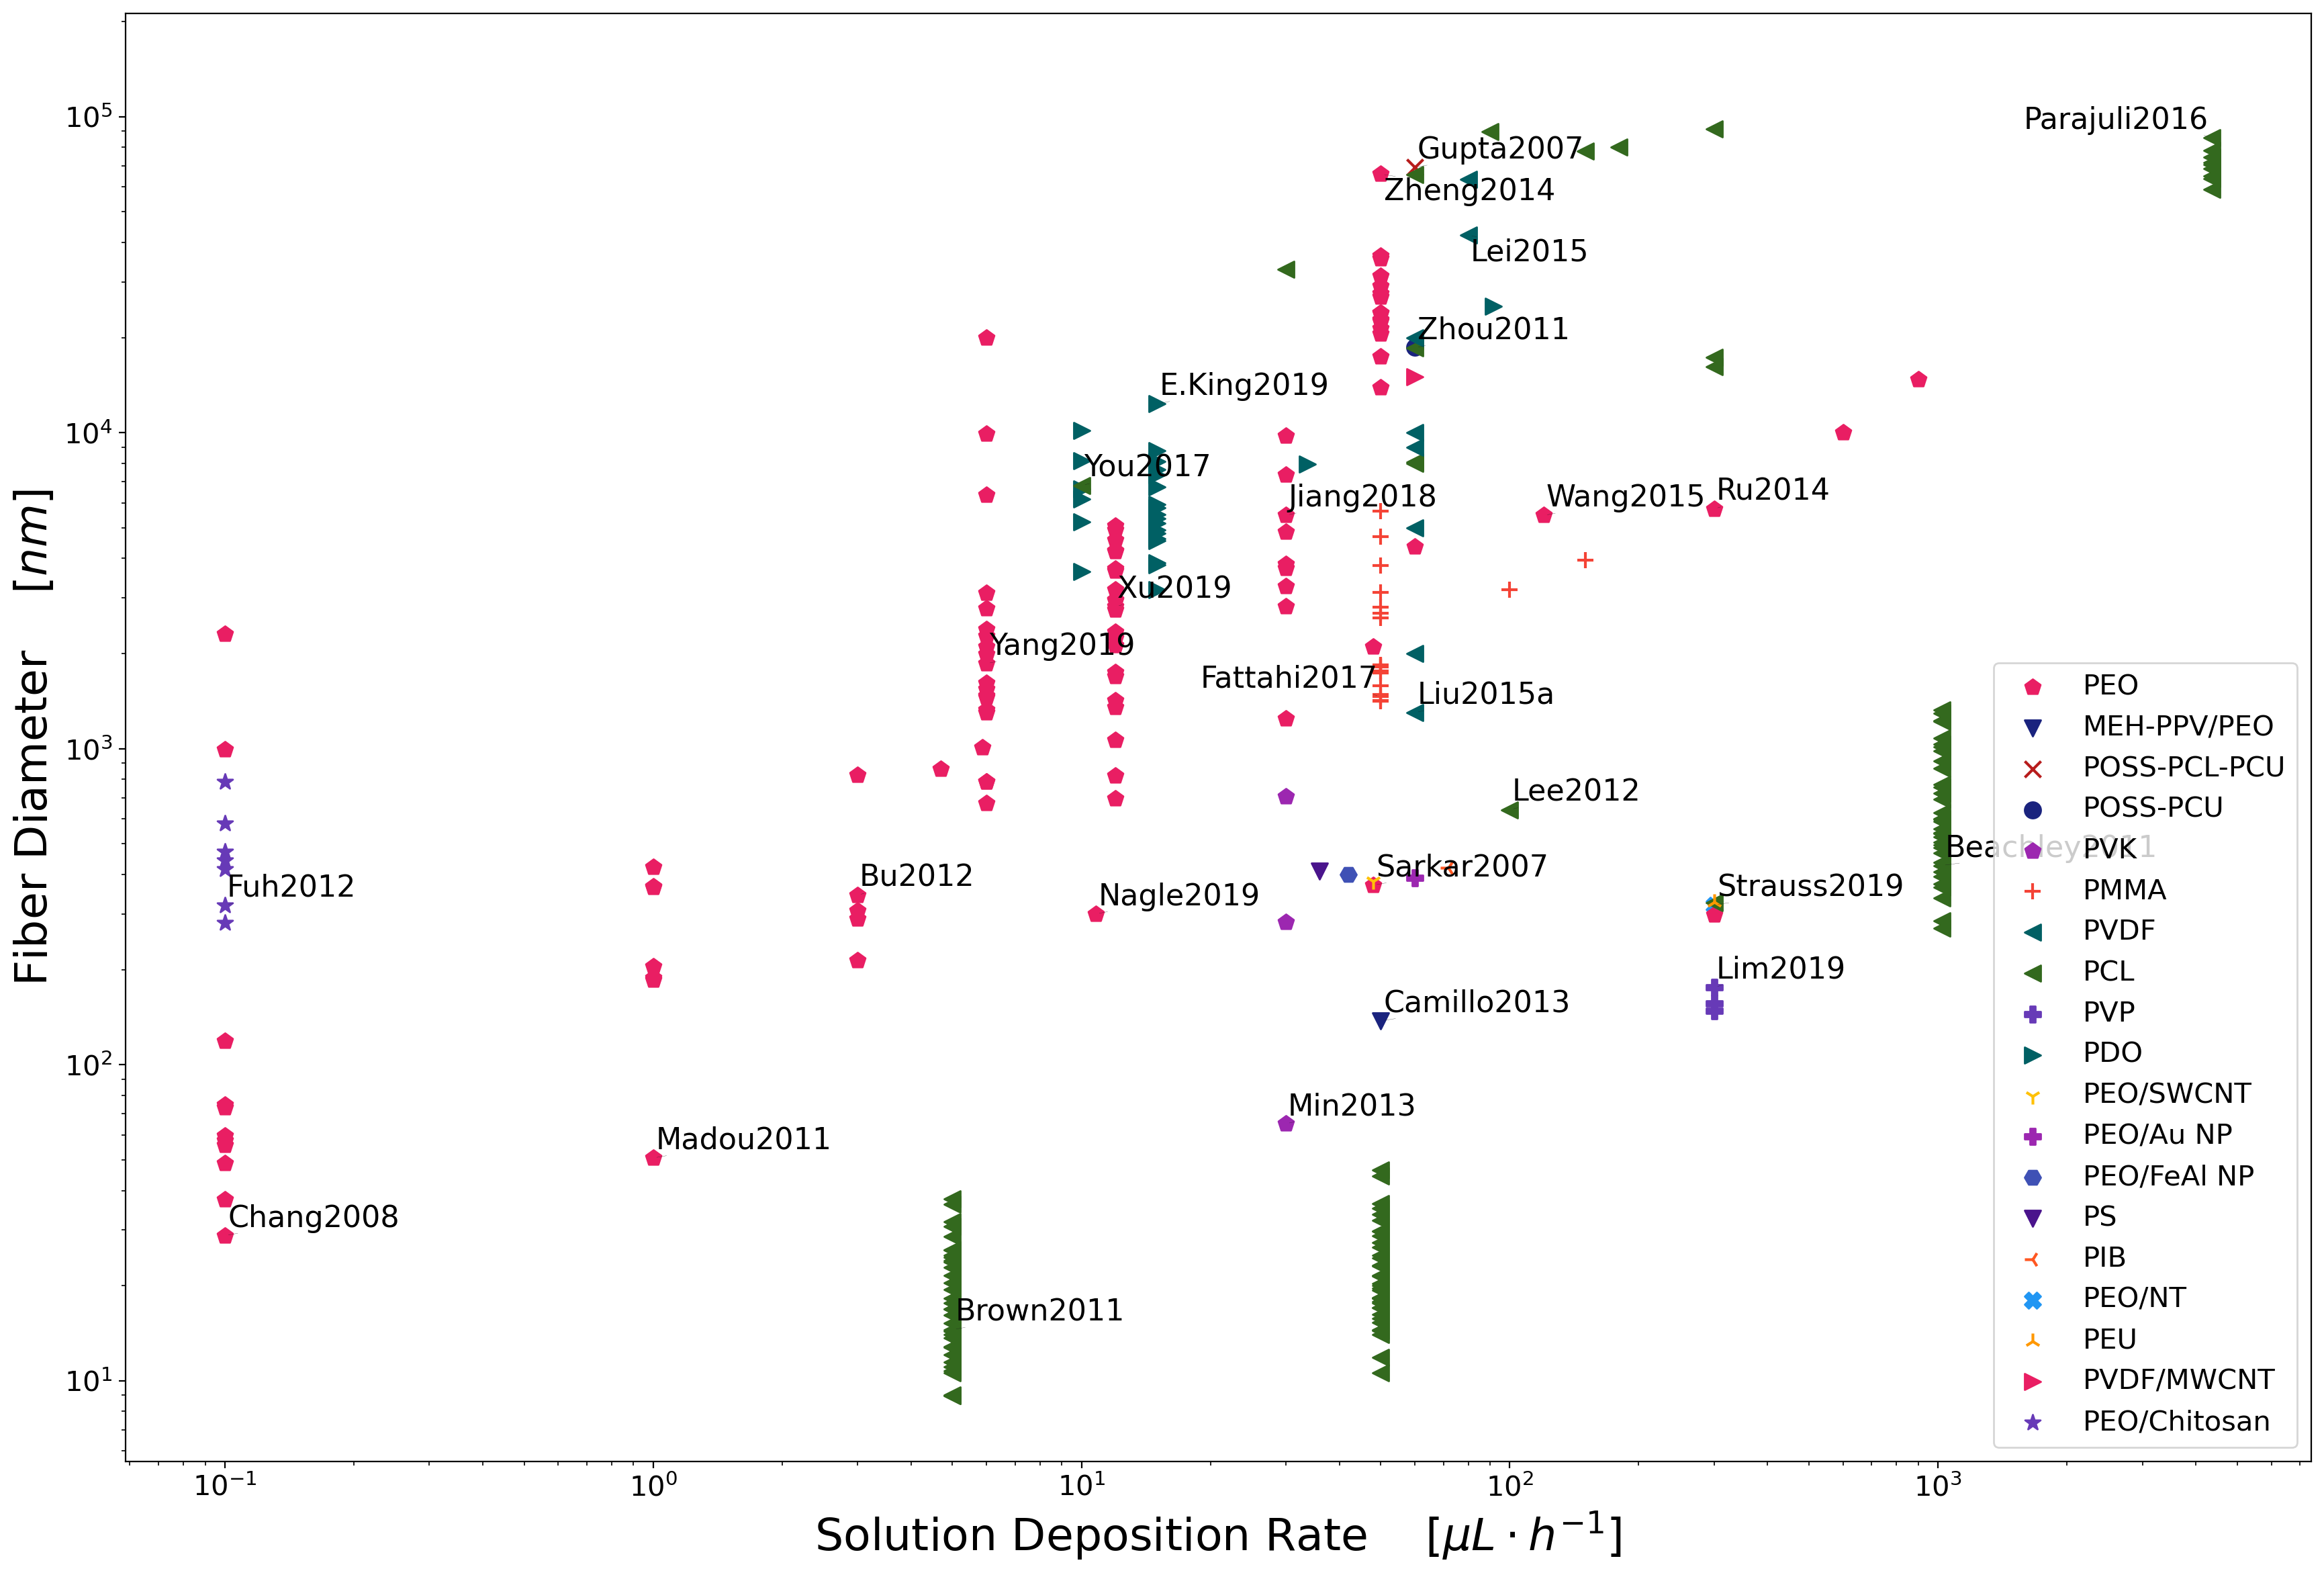 10^5
10^4
10^3
10^2
10^1
Fiber Diameter [nm]
10^-1
10^0
10^1
10^2
10^3
Solution Deposition Rate [μL · h^-1]
Parajuli2016
Gupta2007
Zheng2014
Lei2015
Zhou2011
E.King2019
You2017
Jiang2018
Wang2015
Ru2014
Xu2019
Yang2019
Fattahi2017
Liu2015a
Lee2012
Beachley2011
Fuh2012
Bu2012
Nagle2019
Sarkar2007
Strauss2019
Lim2019
Camillo2013
Min2013
Madou2011
Chang2008
Brown2011
PEO
MEH-PPV/PEO
POSS-PCL-PCU
POSS-PCU
PVK
PMMA
PVDF
PCL
PVP
PDO
PEO/SWCNT
PEO/Au NP
PEO/FeAl NP
PS
PIB
PEO/NT
PEU
PVDF/MWCNT
PEO/Chitosan